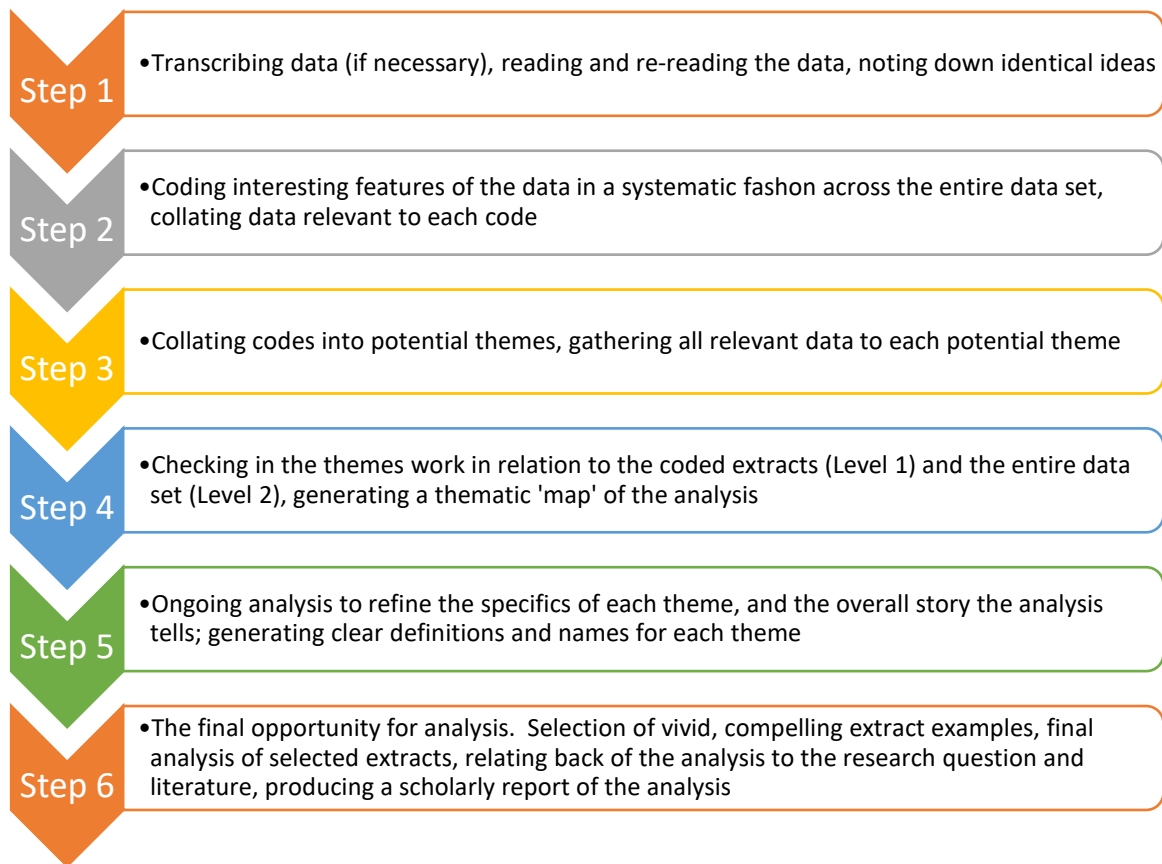 Step 1
•Transcribing data (if necessary), reading and re-reading the data, noting down identical ideas
Step 2
•Coding interesting features of the data in a systematic fashon across the entire data set,
collating data relevant to each code
Step 3
•Collating codes into potential themes, gathering all relevant data to each potential theme
Step 4
•Checking in the themes work in relation to the coded extracts (Level 1) and the entire data
set (Level 2), generating a thematic 'map' of the analysis
Step 5
•Ongoing analysis to refine the specifics of each theme, and the overall story the analysis
tells; generating clear definitions and names for each theme
Step 6
•The final opportunity for analysis.  Selection of vivid, compelling extract examples, final
analysis of selected extracts, relating back of the analysis to the research question and
literature, producing a scholarly report of the analysis